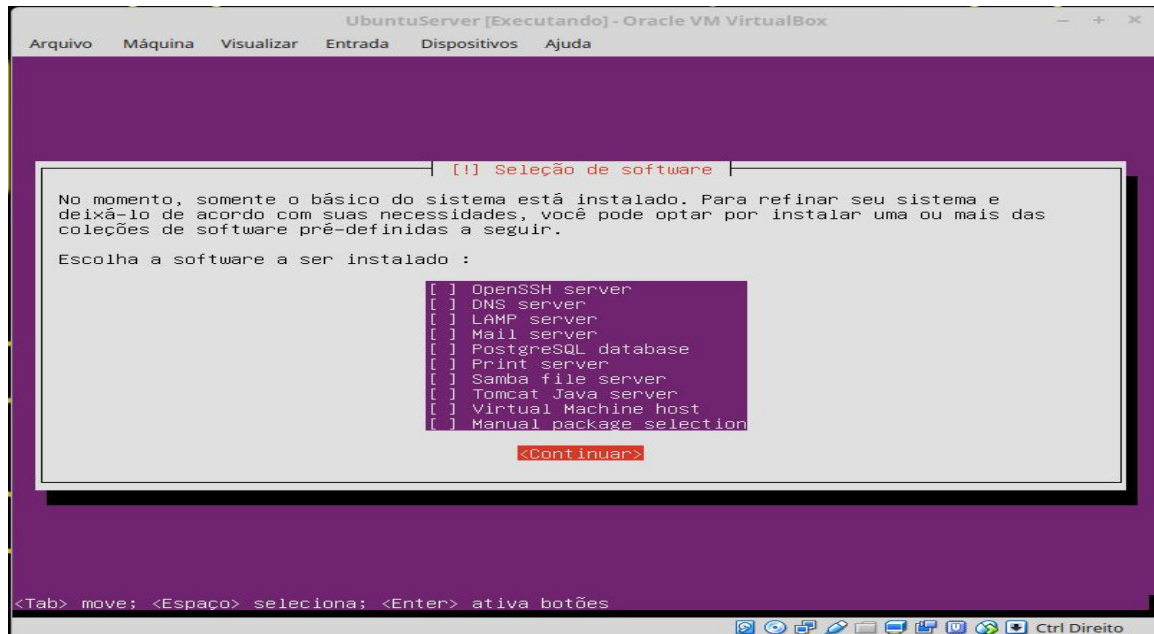 UbuntuServer [Executando] - Oracle VM VirtualBox
Arquivo Máquina Visualizar Entrada Dispositivos Ajuda
[!] Seleção de software
No momento, somente o básico do sistema está instalado. Para refinar seu sistema e
deixá-lo de acordo com suas necessidades, você pode optar por instalar uma ou mais das
coleções de software pré-definidas a seguir.
Escolha a software a ser instalado :
[ ] OpenSSH server
[ ] DNS server
[ ] LAMP server
[ ] Mail server
[ ] PostgreSQL database
[ ] Print server
[ ] Samba file server
[ ] Tomcat Java server
[ ] Virtual Machine host
[ ] Manual package selection
<Continuar>
<Tab> move; <Espaço> seleciona; <Enter> ativa botões
Ctrl Direito